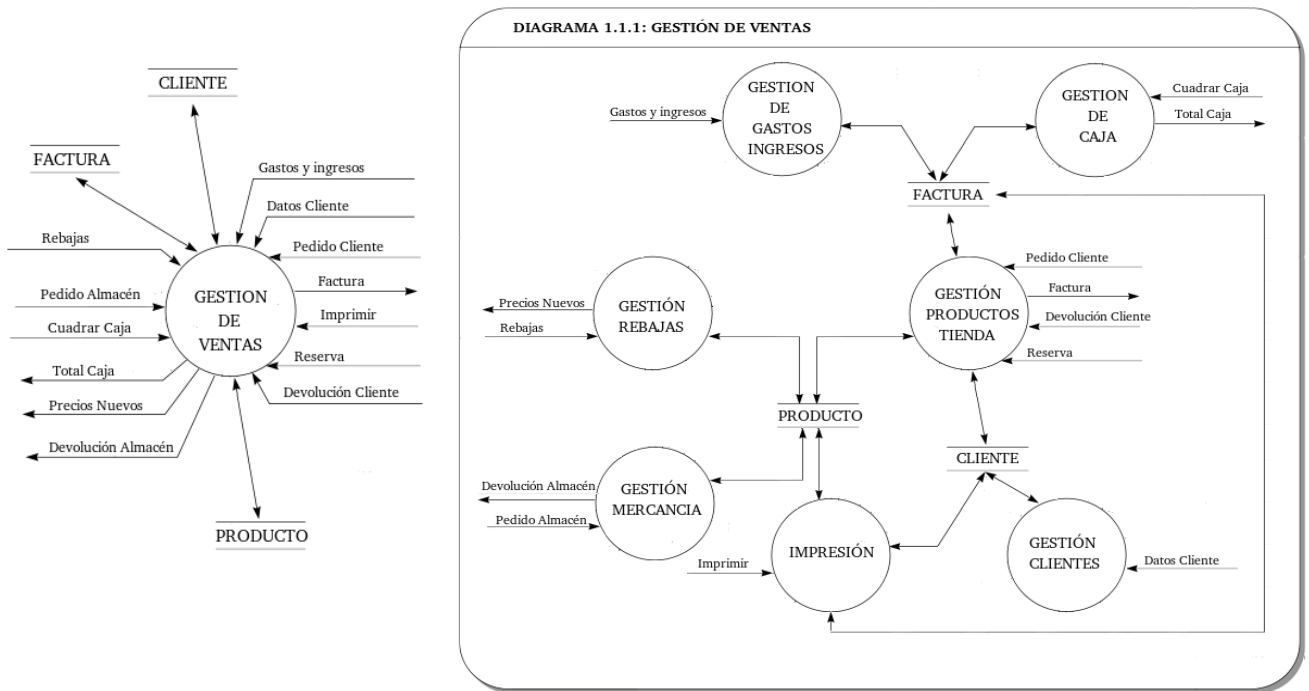 CLIENTE
FACTURA
Gastos y ingresos
Datos Cliente
Rebajas
Pedido Cliente
Factura
Pedido Almacén
GESTION
DE
VENTAS
Imprimir
Cuadrar Caja
Reserva
Total Caja
Devolución Cliente
Precios Nuevos
Devolución Almacén
PRODUCTO
DIAGRAMA 1.1.1: GESTIÓN DE VENTAS
Gastos y ingresos
GESTION
DE
GASTOS
INGRESOS
GESTION
DE
CAJA
Cuadrar Caja
Total Caja
FACTURA
Precios Nuevos
Rebajas
GESTIÓN
REBAJAS
GESTIÓN
PRODUCTOS
TIENDA
Pedido Cliente
Factura
Devolución Cliente
Reserva
PRODUCTO
CLIENTE
Devolución Almacén
Pedido Almacén
GESTIÓN
MERCANCIA
Imprimir
IMPRESIÓN
GESTIÓN
CLIENTES
Datos Cliente